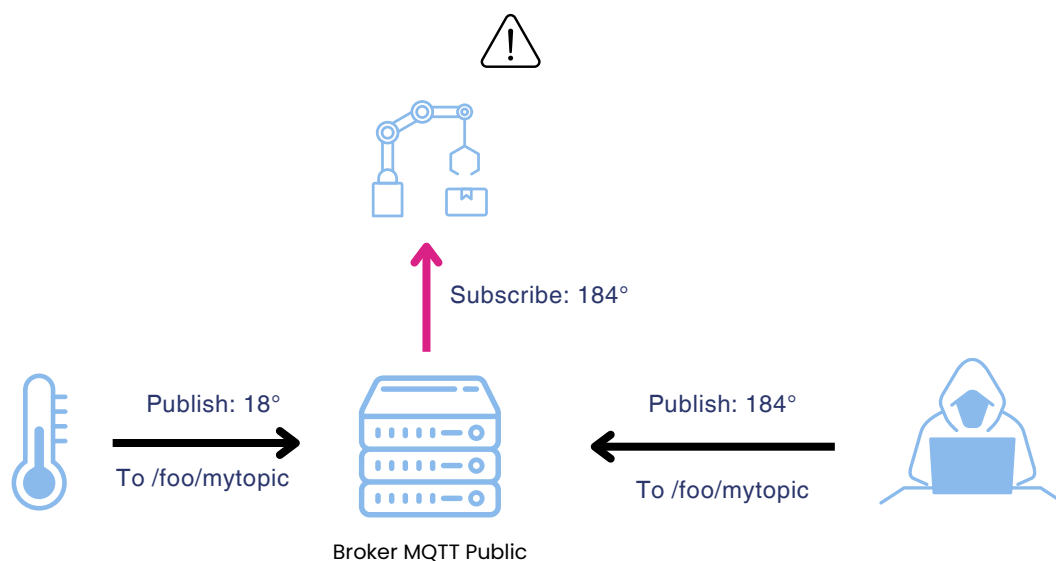 Subscribe: 184°
Publish: 18°
To /foo/mytopic
Publish: 184°
To /foo/mytopic
Broker MQTT Public